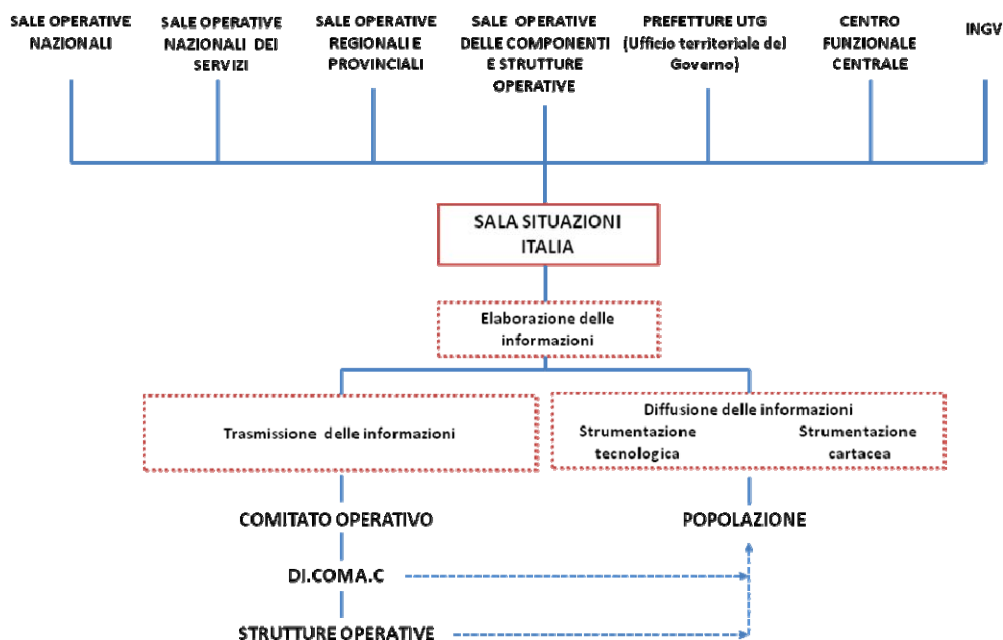 SALE OPERATIVE
NAZIONALI
SALE OPERATIVE
NAZIONALI DEI
SERVIZI
SALE OPERATIVE
REGIONALI E
PROVINCIALI
SALE OPERATIVE
DELLE COMPONENTI
E STRUTTURE
OPERATIVE
PREFETTURE UTG
(Ufficio territoriale del
Governo)
CENTRO
FUNZIONALE
CENTRALE
INGV
SALA SITUAZIONI
ITALIA
Elaborazione delle
informazioni
Trasmissione delle informazioni
Diffusione delle informazioni
Strumentazione
tecnologica
Strumentazione
cartacea
COMITATO OPERATIVO
POPOLAZIONE
DI.COMA.C
STRUTTURE OPERATIVE